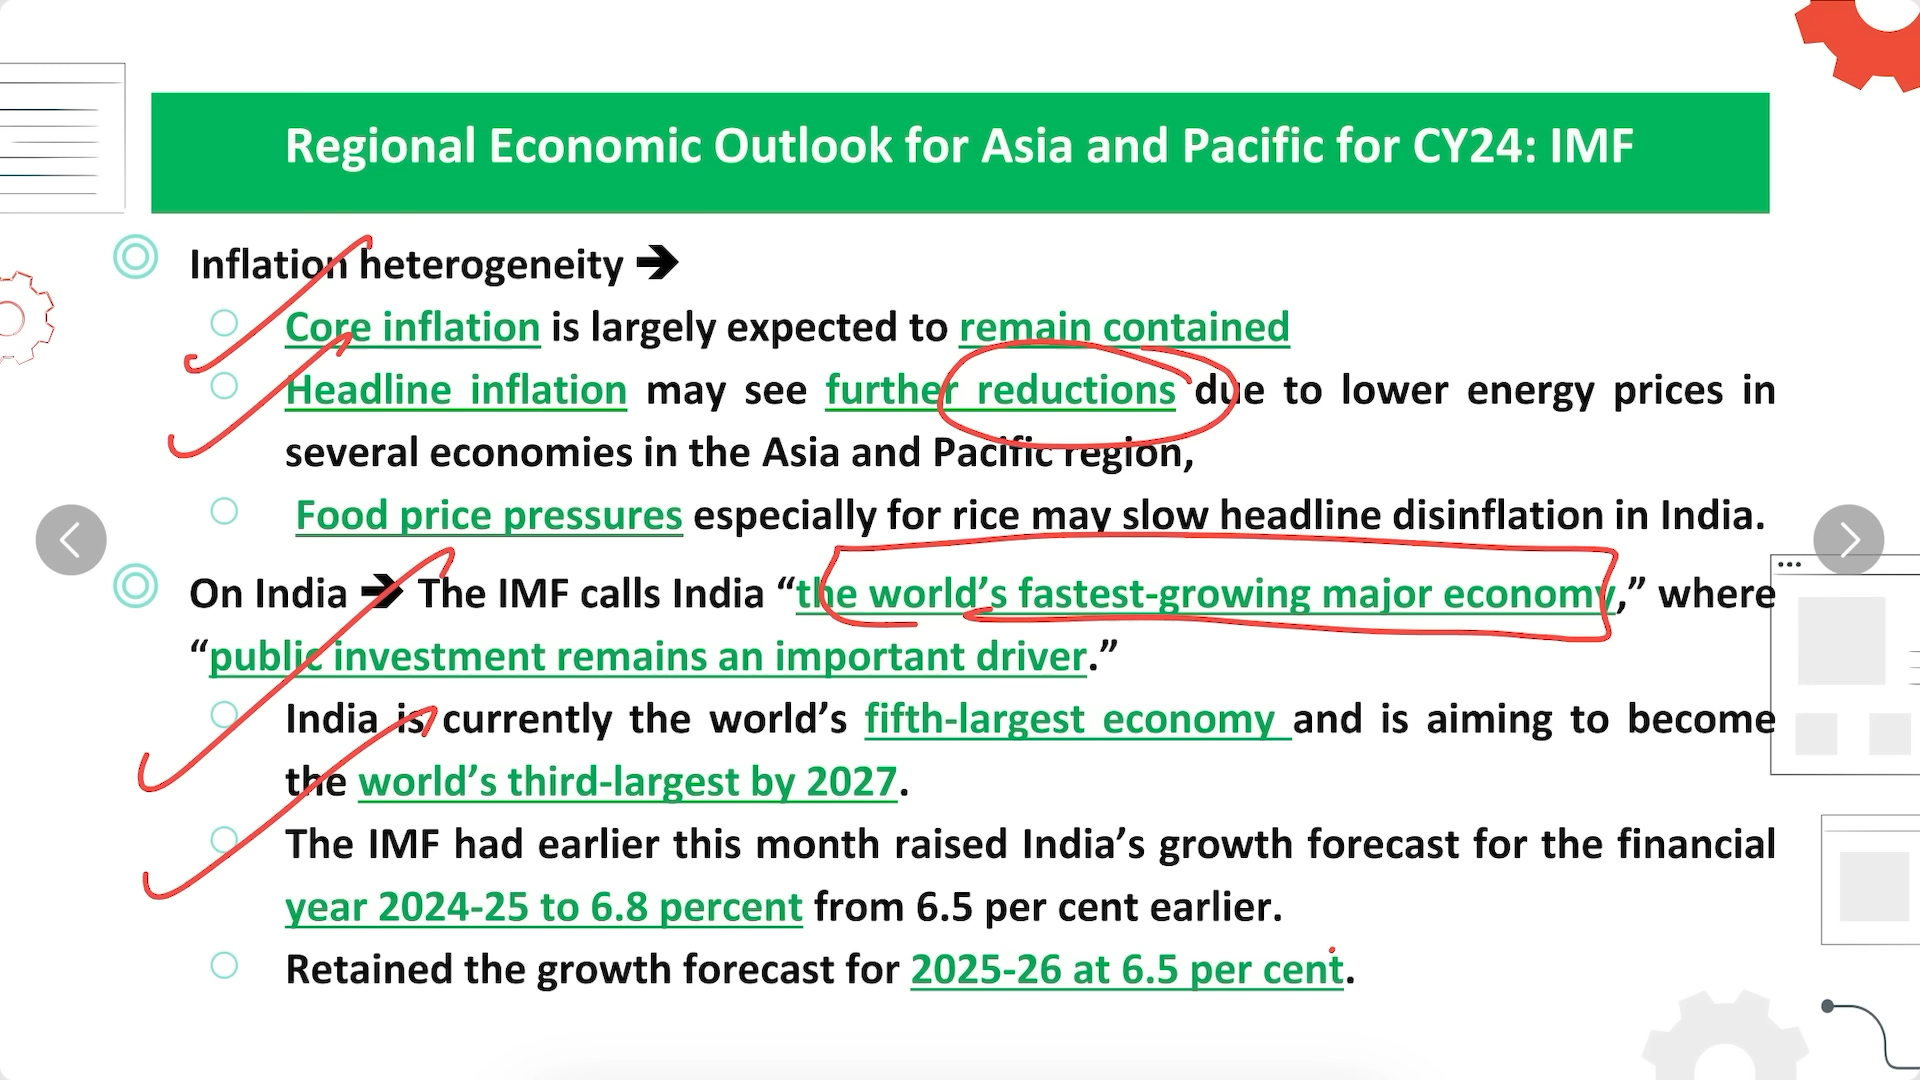 Regional Economic Outlook for Asia and Pacific for CY24: IMF
Inflation heterogeneity ➔
Core inflation is largely expected to remain contained
Headline inflation may see further reductions due to lower energy prices in
several economies in the Asia and Pacific region,
Food price pressures especially for rice may slow headline disinflation in India.
On India ➔ The IMF calls India “the world’s fastest-growing major economy,” where
“public investment remains an important driver.”
India is currently the world’s fifth-largest economy and is aiming to become
the world’s third-largest by 2027.
The IMF had earlier this month raised India’s growth forecast for the financial
year 2024-25 to 6.8 percent from 6.5 per cent earlier.
Retained the growth forecast for 2025-26 at 6.5 per cent.